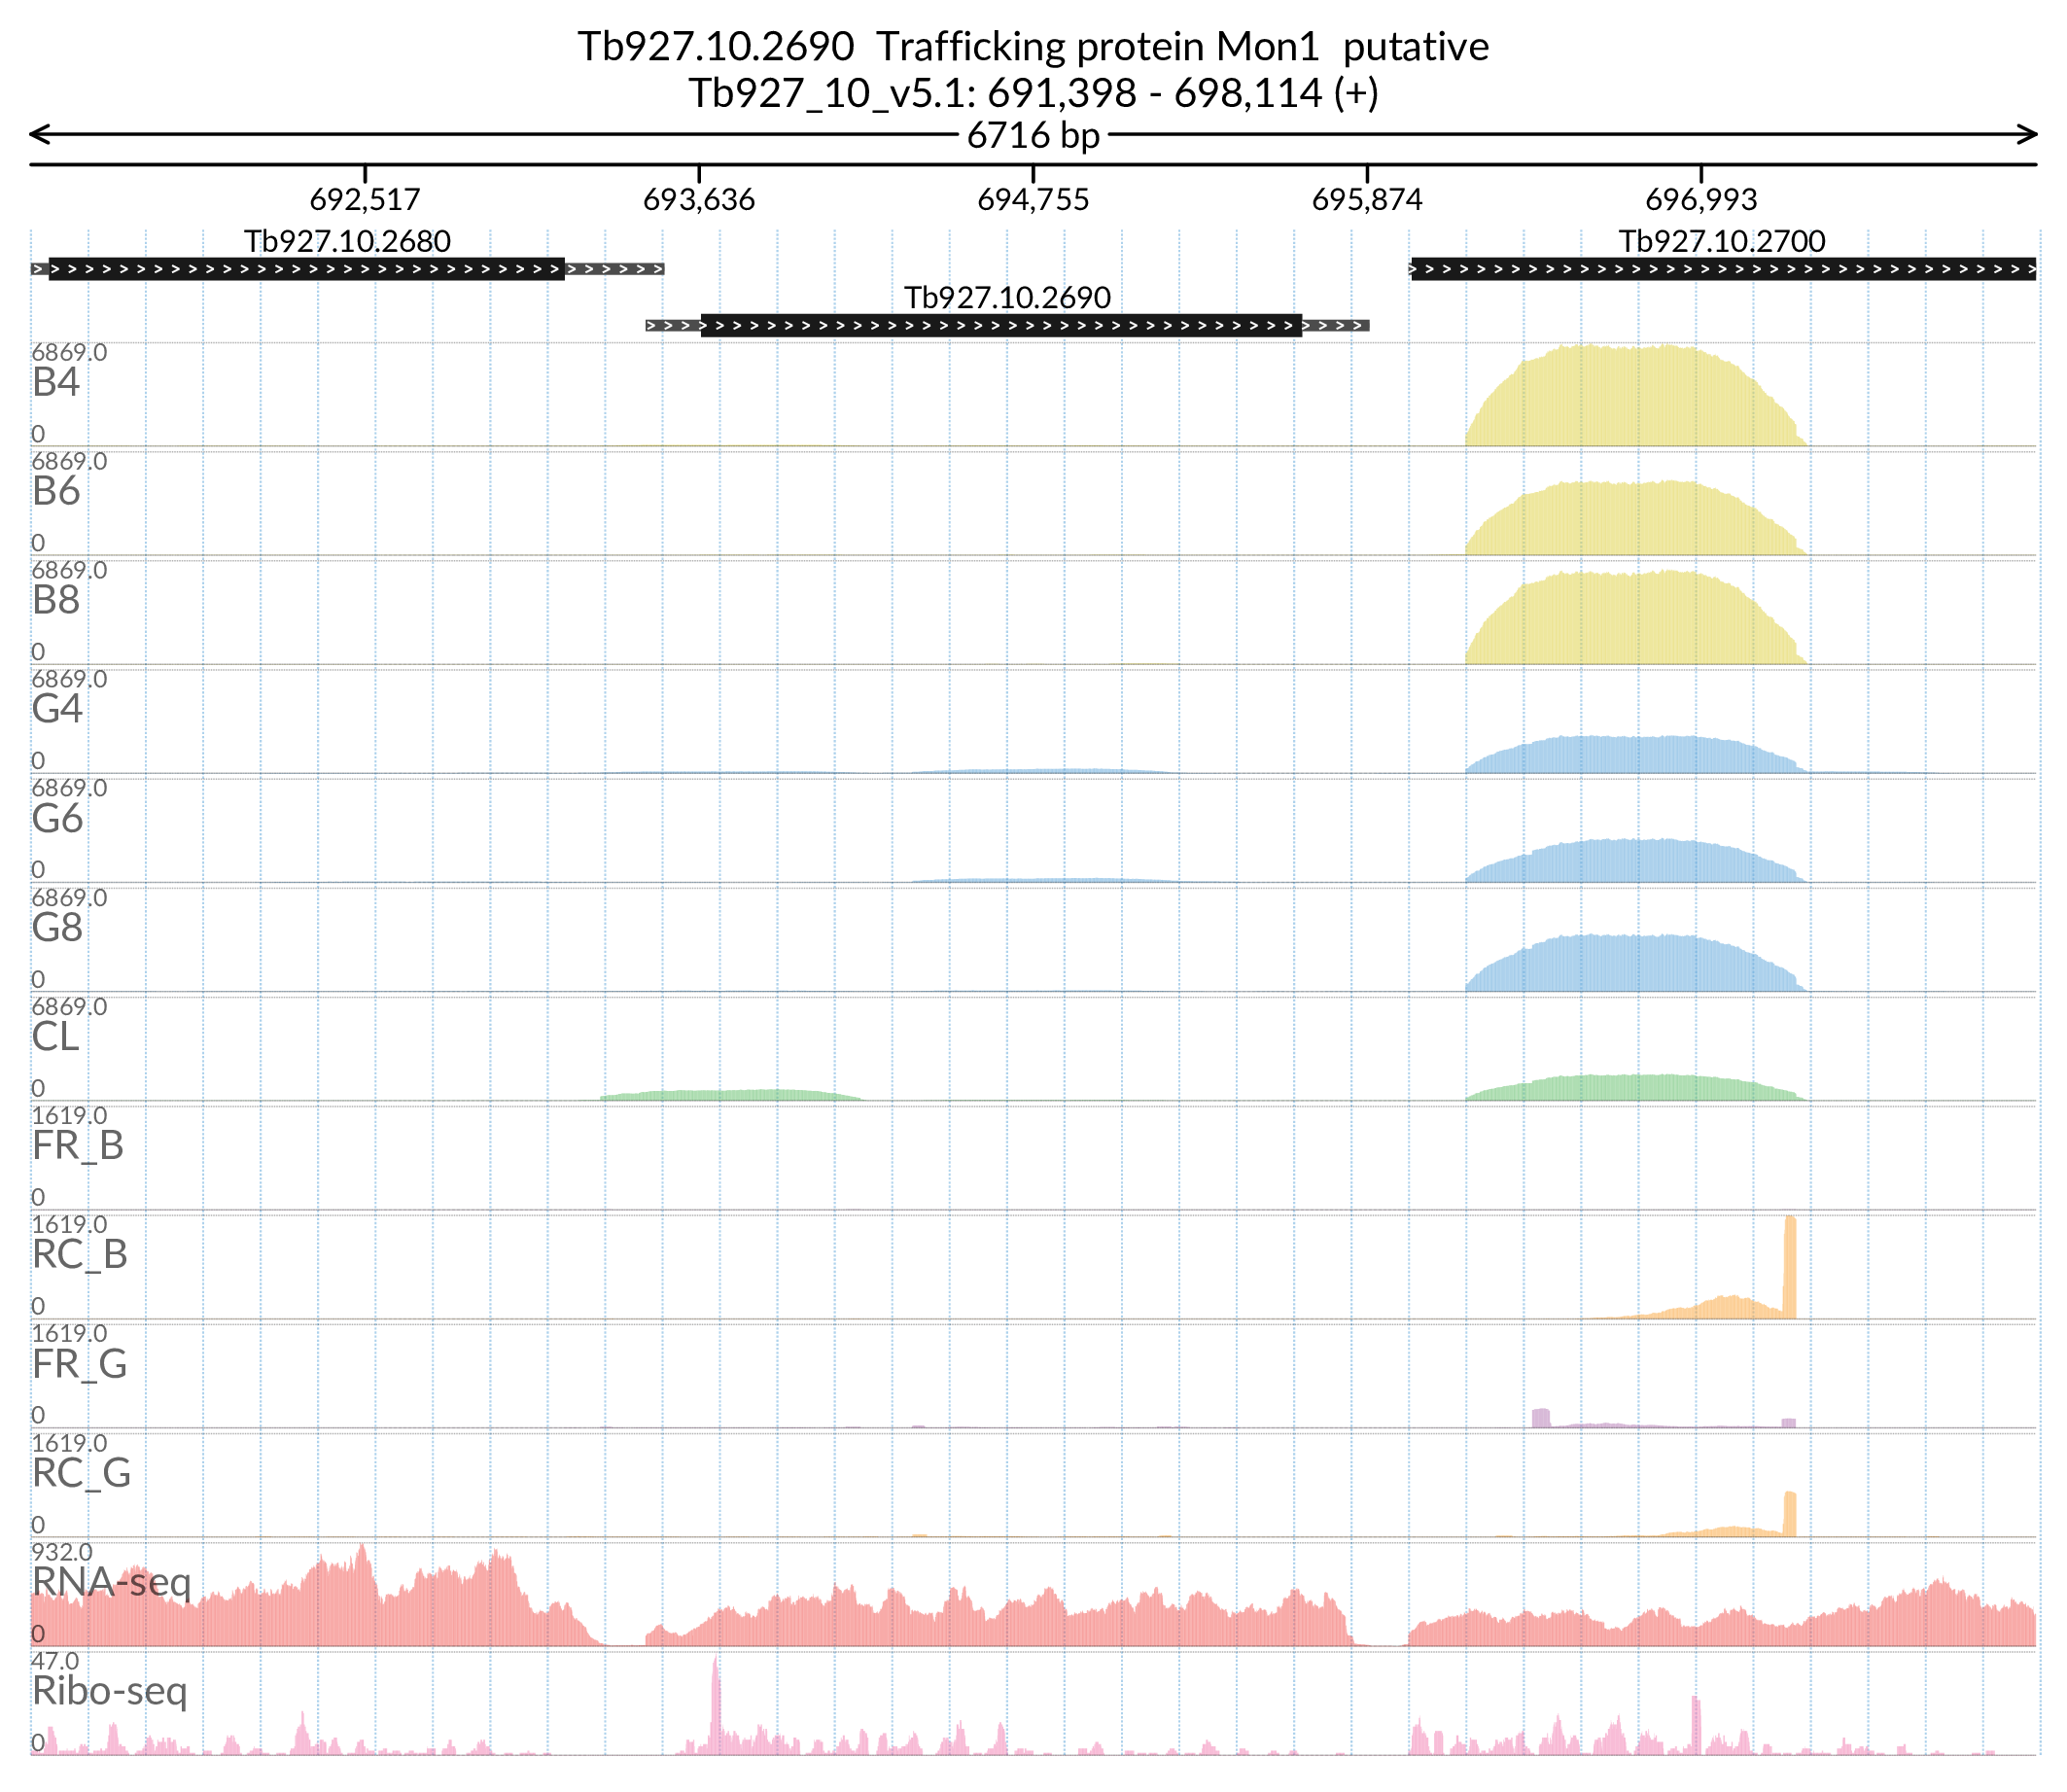 Tb927.10.2690  Trafficking protein Mon1  putative
Tb927_10_v5.1: 691,398 - 698,114 (+)
6716 bp
692,517 693,636 694,755 695,874 696,993
Tb927.10.2680 Tb927.10.2700
Tb927.10.2690
6869.0
B4
0
6869.0
B6
0
6869.0
B8
0
6869.0
G4
0
6869.0
G6
0
6869.0
G8
0
6869.0
CL
0
1619.0
FR_B
0
1619.0
RC_B
0
1619.0
FR_G
0
1619.0
RC_G
0
932.0
RNA-seq
0
47.0
Ribo-seq
0